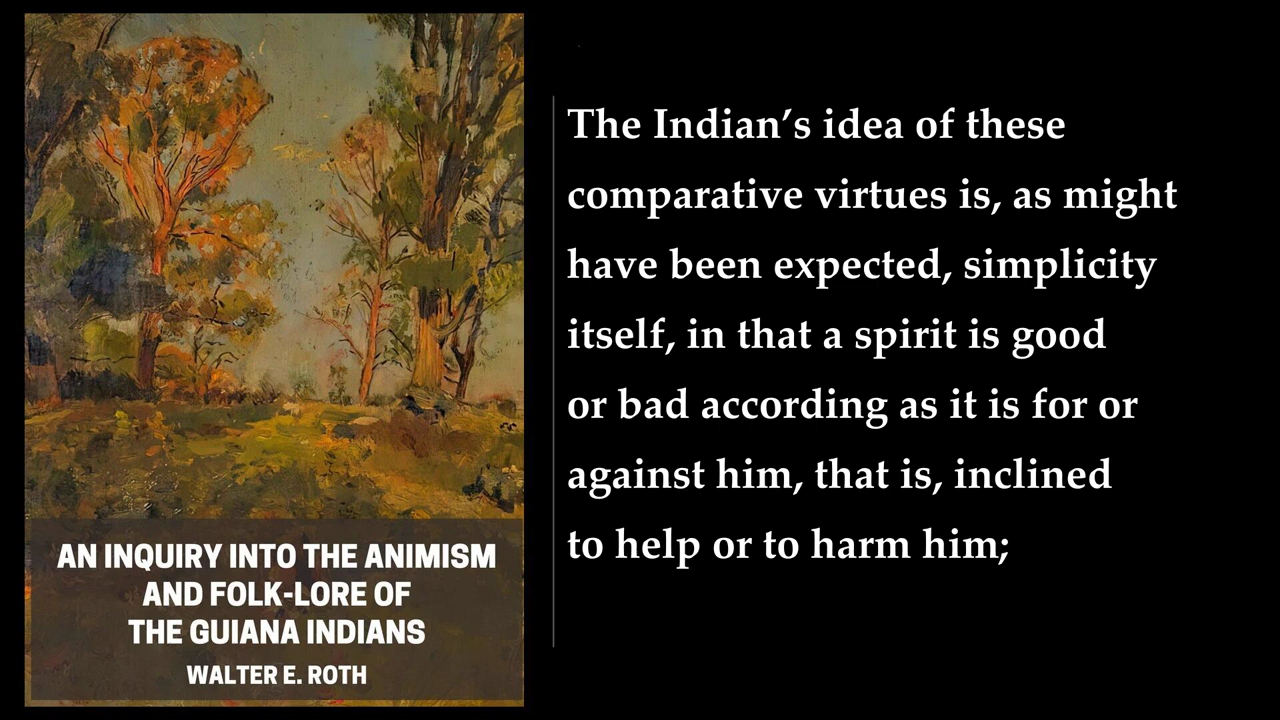 AN INQUIRY INTO THE ANIMISM
AND FOLK-LORE OF
THE GUIANA INDIANS
WALTER E. ROTH
The Indian’s idea of these
comparative virtues is, as might
have been expected, simplicity
itself, in that a spirit is good
or bad according as it is for or
against him, that is, inclined
to help or to harm him;